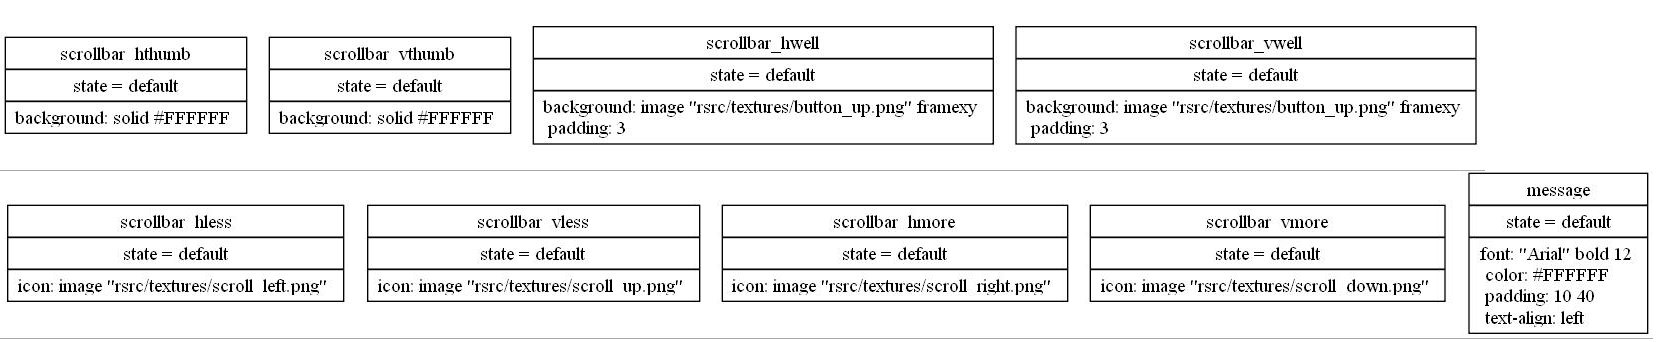 scrollbar_hthumb
state = default
background: solid #FFFFFF
scrollbar_vthumb
state = default
background: solid #FFFFFF
scrollbar_hwell
state = default
background: image "rsrc/textures/button_up.png" framexy
padding: 3
scrollbar_vwell
state = default
background: image "rsrc/textures/button_up.png" framexy
padding: 3
scrollbar_hless
state = default
icon: image "rsrc/textures/scroll_left.png"
scrollbar_vless
state = default
icon: image "rsrc/textures/scroll_up.png"
scrollbar_hmore
state = default
icon: image "rsrc/textures/scroll_right.png"
scrollbar_vmore
state = default
icon: image "rsrc/textures/scroll_down.png"
message
state = default
font: "Arial" bold 12
color: #FFFFFF
padding: 10 40
text-align: left